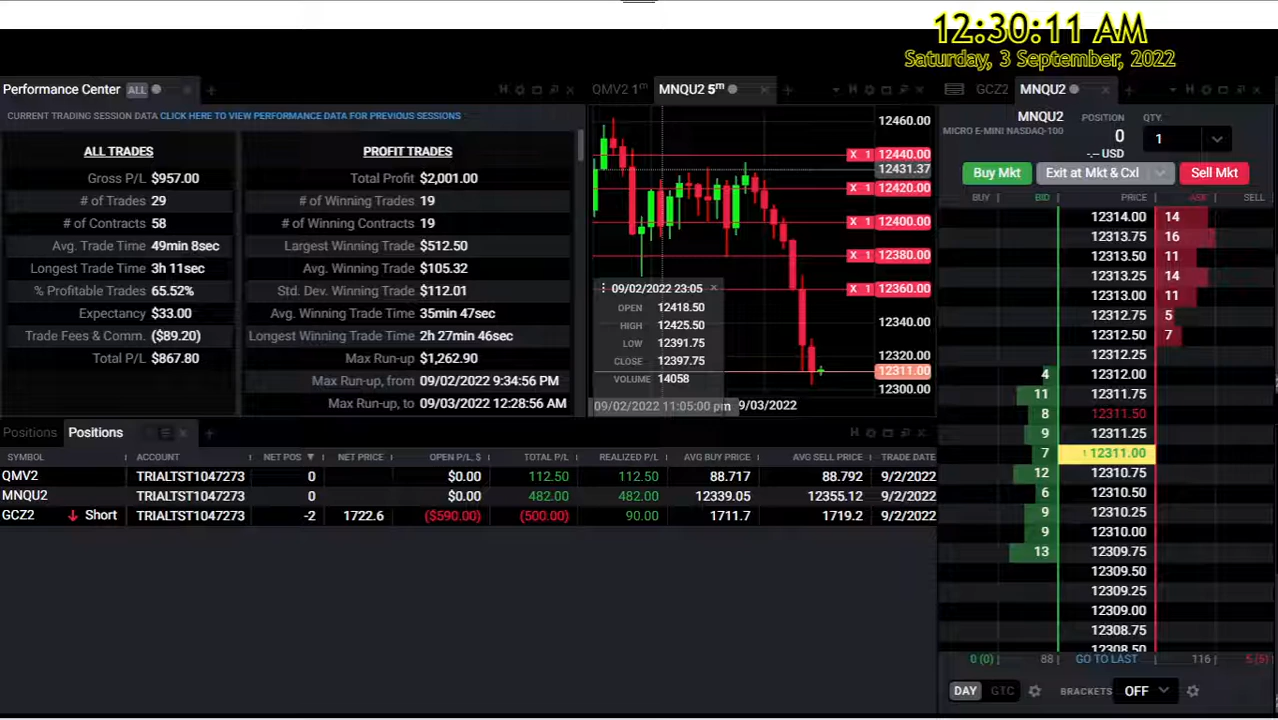 12:30:11 AM
Saturday, 3 September, 2022
Performance Center ALL
CURRENT TRADING SESSION DATA CLICK HERE TO VIEW PERFORMANCE DATA FOR PREVIOUS SESSIONS
ALL TRADES
Gross P/L $957.00
# of Trades 29
# of Contracts 58
Avg. Trade Time 49min 8sec
Longest Trade Time 3h 11sec
% Profitable Trades 65.52%
Expectancy $33.00
Trade Fees & Comm. ($89.20)
Total P/L $867.80
PROFIT TRADES
Total Profit $2,001.00
# of Winning Trades 19
# of Winning Contracts 19
Largest Winning Trade $512.50
Avg. Winning Trade $105.32
Std. Dev. Winning Trade $112.01
Avg. Winning Trade Time 35min 47sec
Longest Winning Trade Time 2h 27min 46sec
Max Run-up $1,262.90
Max Run-up, from 09/02/2022 9:34:56 PM
Max Run-up, to 09/03/2022 12:28:56 AM
QMV2 1m MNQU2 5m
12460.00
X 1 12440.00
12431.37
X 1 12420.00
X 1 12400.00
X 1 12380.00
X 1 12360.00
12340.00
12320.00
12311.00
12300.00
09/02/2022 23:05
OPEN 12418.50
HIGH 12425.50
LOW 12391.75
CLOSE 12397.75
VOLUME 14058
09/02/2022 11:05:00 pm 9/03/2022
Positions Positions
SYMBOL ACCOUNT NET POS ▼ NET PRICE OPEN P/L, $ TOTAL P/L REALIZED P/L AVG BUY PRICE AVG SELL PRICE TRADE DATE
QMV2 TRIALTST1047273 0 $0.00 112.50 112.50 88.717 88.792 9/2/2022
MNQU2 TRIALTST1047273 0 $0.00 482.00 482.00 12339.05 12355.12 9/2/2022
GCZ2 Short TRIALTST1047273 -2 1722.6 ($590.00) (500.00) 90.00 1711.7 1719.2 9/2/2022
GCZ2 MNQU2
MNQU2 POSITION QTY.
MICRO E-MINI NASDAQ-100 0 1
-.-- USD
Buy Mkt Exit at Mkt & Cxl Sell Mkt
BUY BID PRICE ASK SELL
12314.00 14
12313.75 16
12313.50 11
12313.25 14
12313.00 11
12312.75 5
12312.50 7
12312.25
4 12312.00
11 12311.75
8 12311.50
9 12311.25
7 1 12311.00
12 12310.75
6 12310.50
9 12310.25
9 12310.00
13 12309.75
12309.50
12309.25
12309.00
12308.75
12308.50
0 (0) 88 GO TO LAST 116 5 (5)
DAY GTC BRACKETS OFF